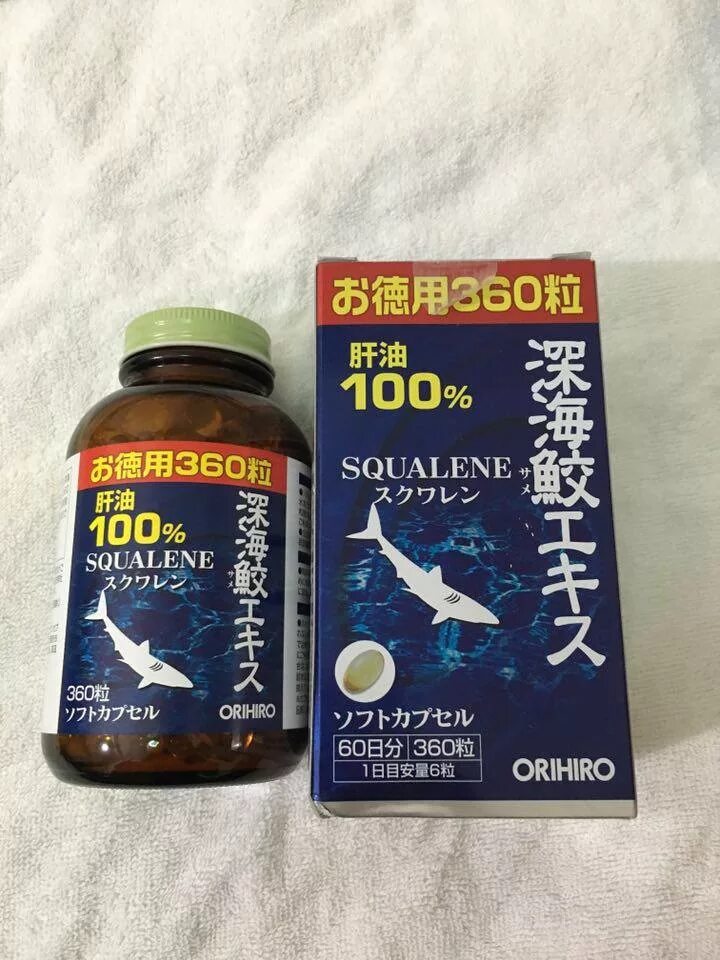 お徳用360粒
肝油
100%
SQUALENE
スクワレン
深海鮫エキス
サメ
360粒
ソフトカプセル
ORIHIRO
お徳用360粒
肝油
100%
SQUALENE
スクワレン
深海鮫エキス
サメ
ソフトカプセル
60日分 360粒
1日目安量6粒
ORIHIRO